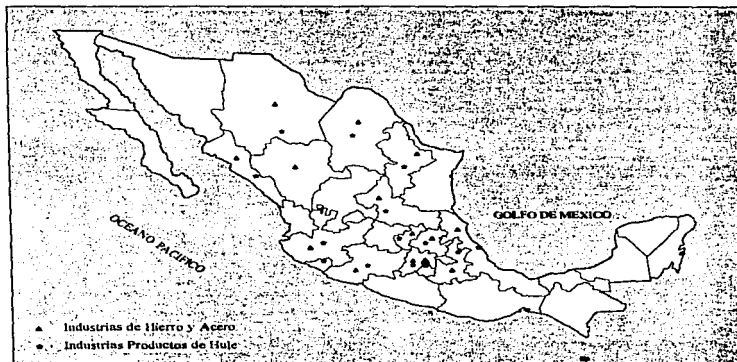 GOLFO DE MEXICO
OCEANO PACIFICO
Industrias de Hierro y Acero
Industrias Productos de Hule